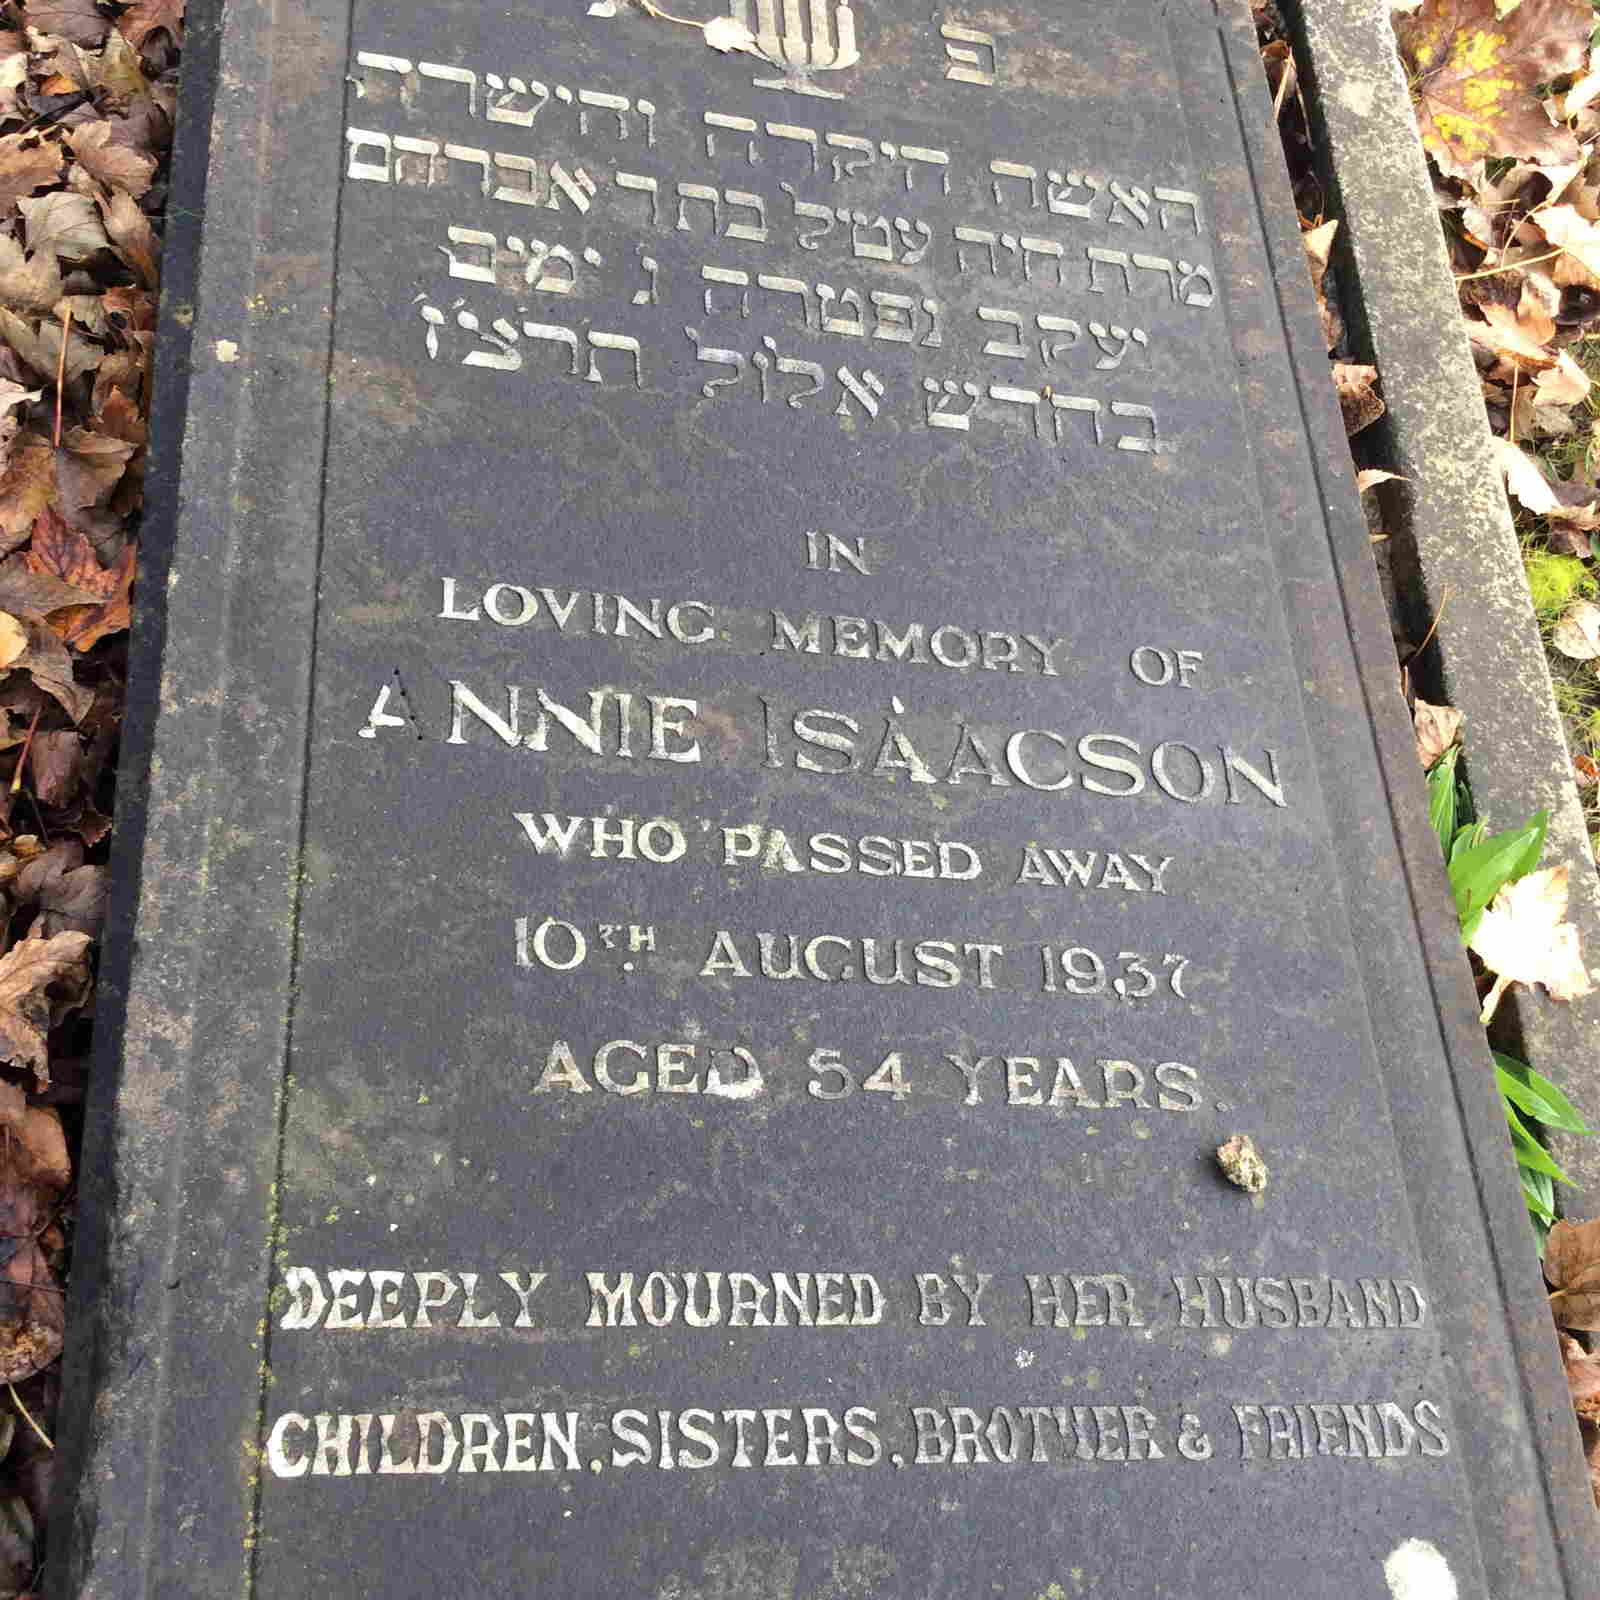 פ
האשה היקרה והישרה
מרת חיה עטיל בת ר אברהם
יעקב נפטרה ג ימים
בחדש אלול תרצ״ז
IN
LOVING MEMORY OF
ANNIE ISAACSON
WHO PASSED AWAY
10TH AUGUST 1937
AGED 54 YEARS.
DEEPLY MOURNED BY HER HUSBAND
CHILDREN, SISTERS, BROTHER & FRIENDS